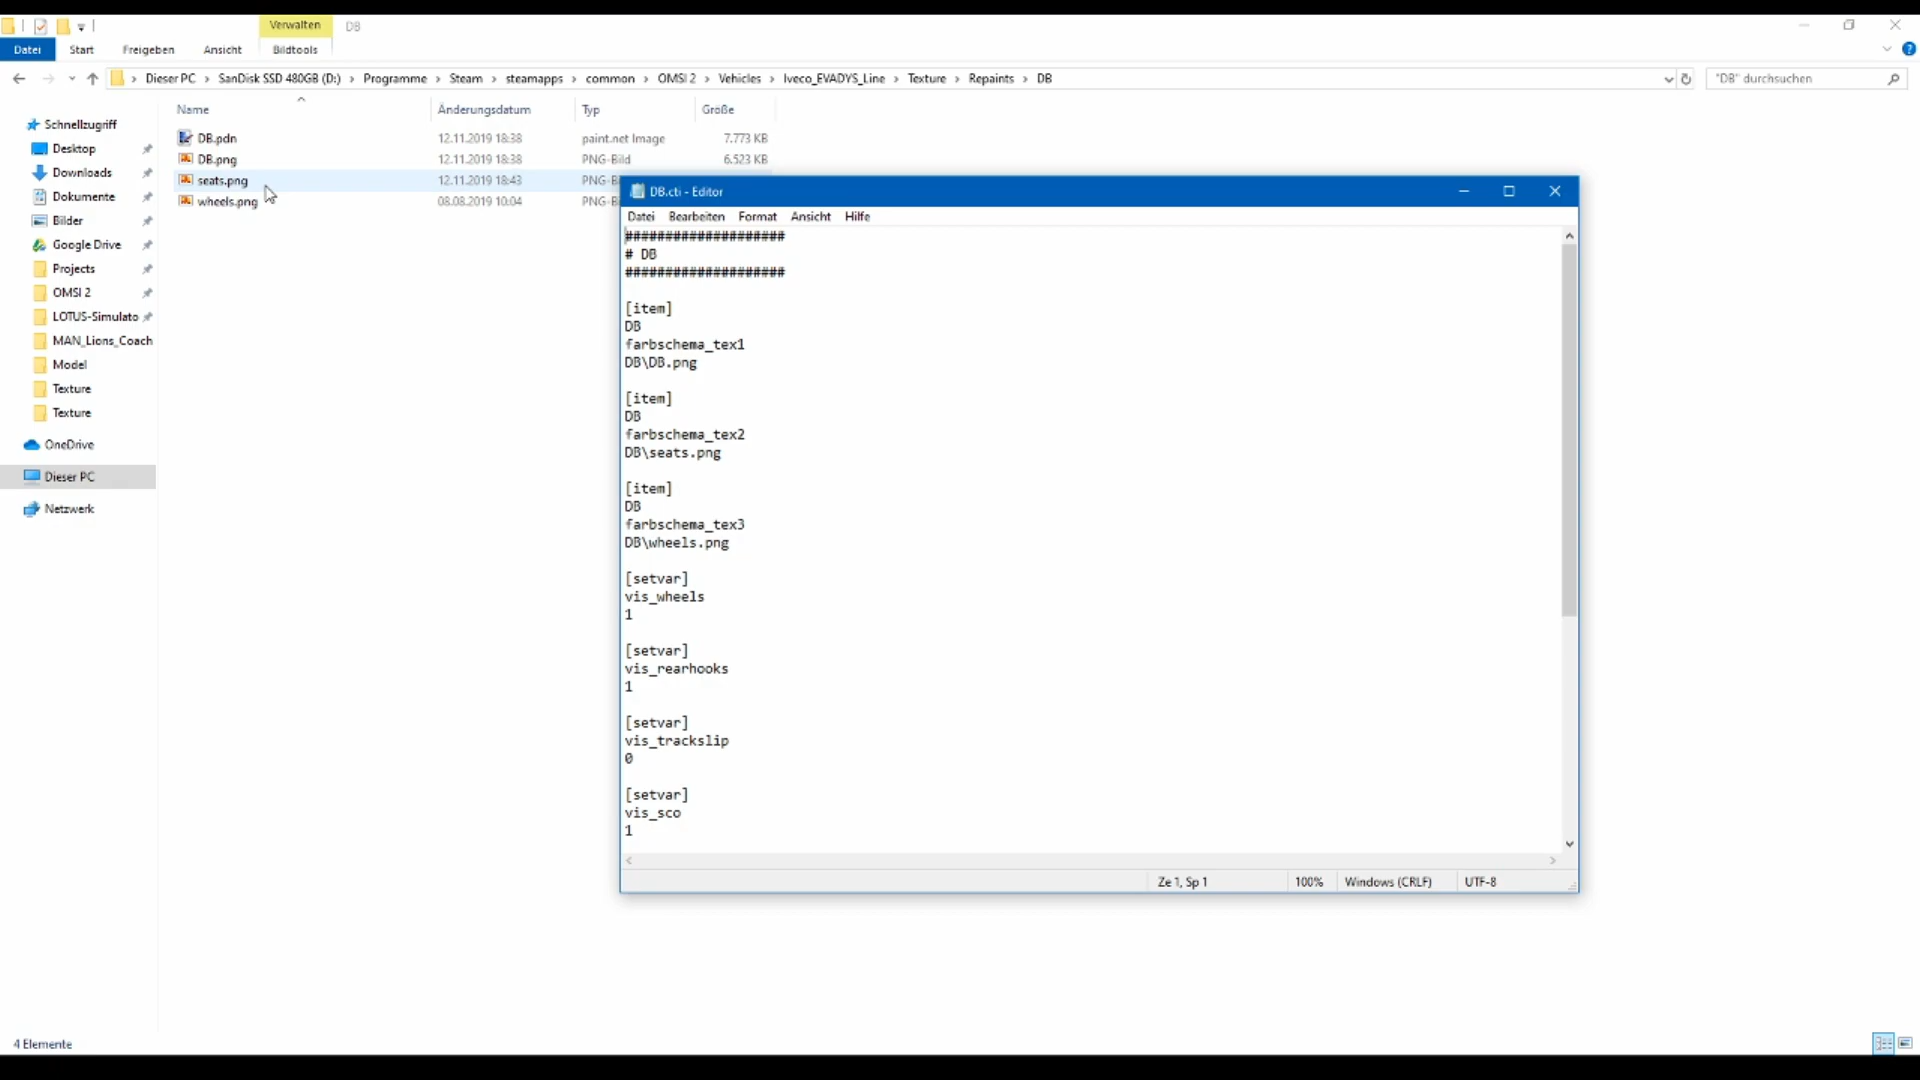 Verwalten DB
Datei Start Freigeben Ansicht Bildtools
Dieser PC > SanDisk SSD 480GB (D:) > Programme > Steam > steamapps > common > OMSI 2 > Vehicles > Iveco_EVADYS_Line > Texture > Repaints > DB
"DB" durchsuchen
Name Änderungsdatum Typ Größe
DB.pdn 12.11.2019 18:38 paint.net Image 7.773 KB
DB.png 12.11.2019 18:38 PNG-Bild 6.523 KB
seats.png 12.11.2019 18:43 PNG-Bi
wheels.png 08.08.2019 10:04 PNG-Bi
Schnellzugriff
Desktop
Downloads
Dokumente
Bilder
Google Drive
Projects
OMSI 2
LOTUS-Simulato
MAN_Lions_Coach
Model
Texture
Texture
OneDrive
Dieser PC
Netzwerk
DB.cti - Editor
Datei Bearbeiten Format Ansicht Hilfe
####################
# DB
####################
[item]
DB
farbschema_tex1
DB\DB.png
[item]
DB
farbschema_tex2
DB\seats.png
[item]
DB
farbschema_tex3
DB\wheels.png
[setvar]
vis_wheels
1
[setvar]
vis_rearhooks
1
[setvar]
vis_trackslip
0
[setvar]
vis_sco
1
Ze 1, Sp 1 100% Windows (CRLF) UTF-8
4 Elemente